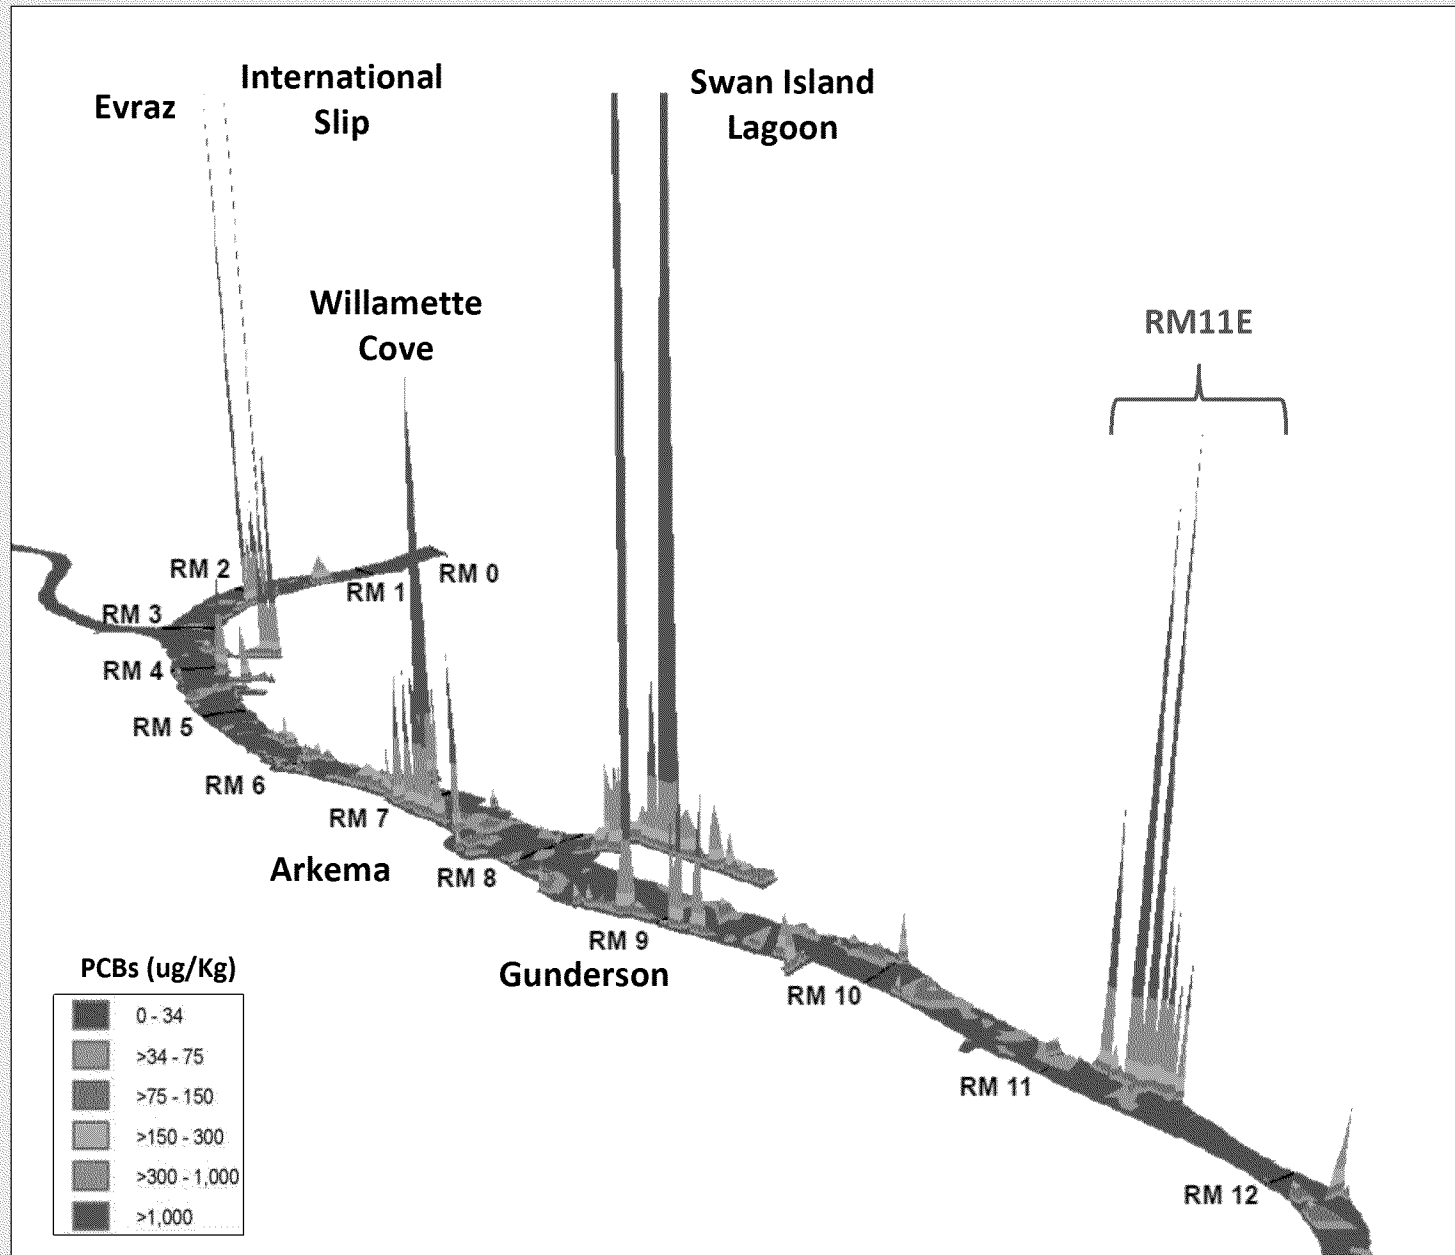 Evraz
International
Slip
Swan Island
Lagoon
Willamette
Cove
RM11E
RM 2
RM 1
RM 0
RM 3
RM 4
RM 5
RM 6
RM 7
Arkema
RM 8
RM 9
Gunderson
RM 10
RM 11
RM 12
PCBs (ug/Kg)
0 - 34
>34 - 75
>75 - 150
>150 - 300
>300 - 1,000
>1,000